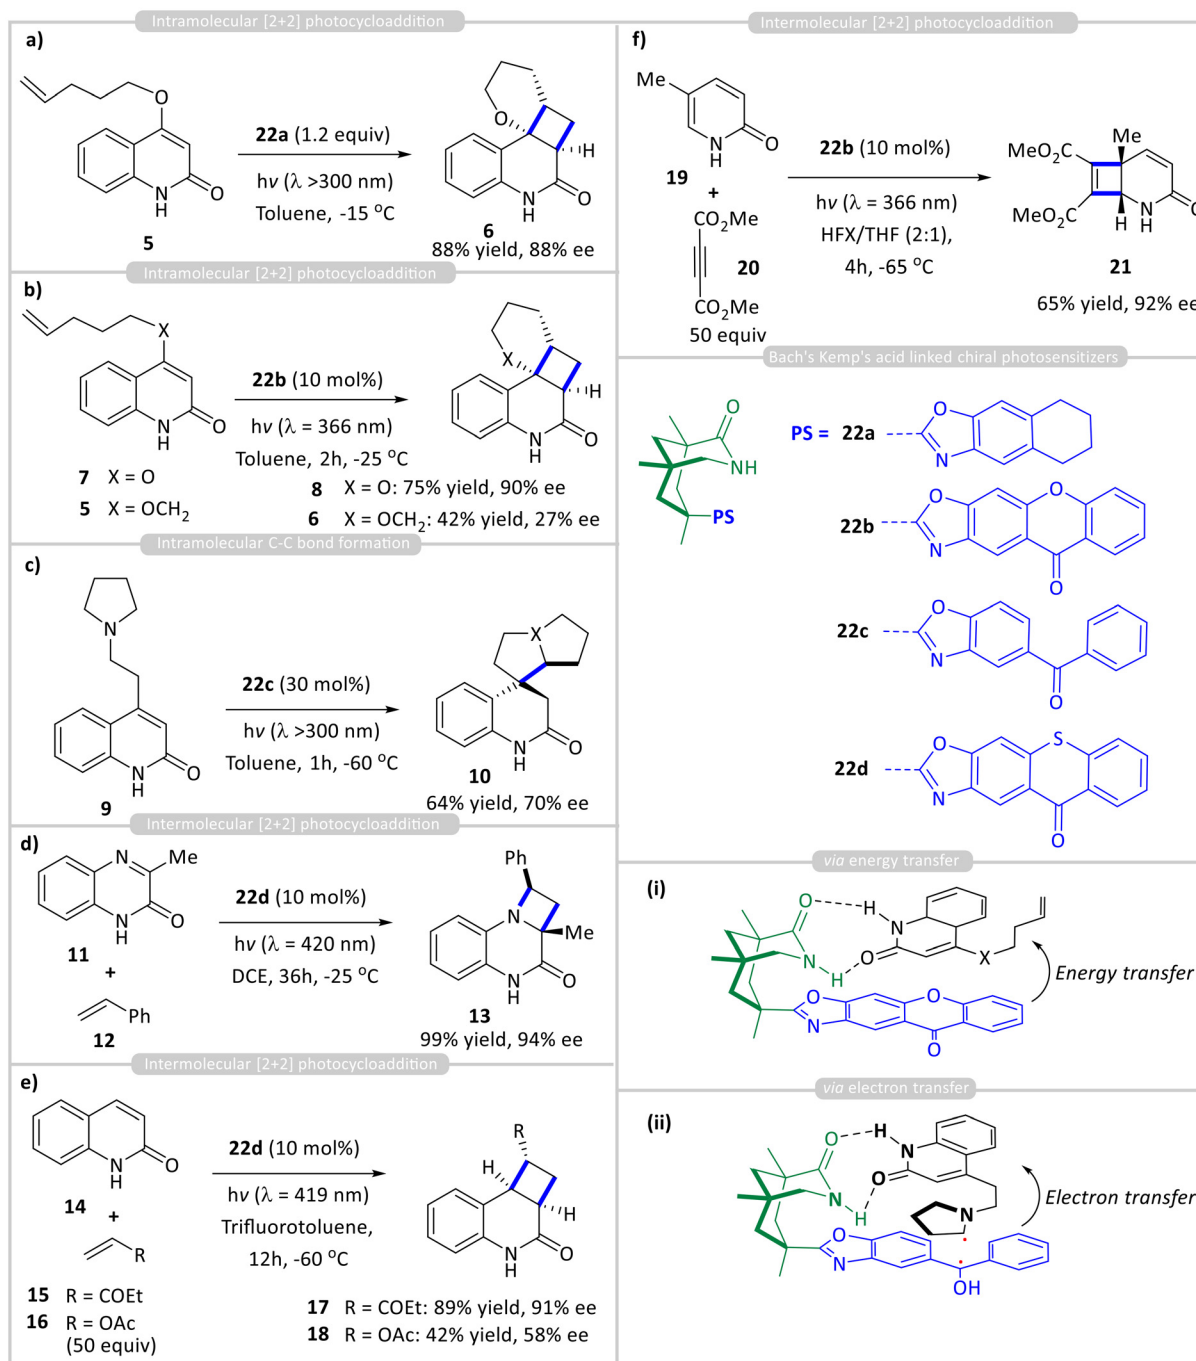 Intramolecular [2+2] photocycloaddition
a)
O
N
H
O
5
22a (1.2 equiv)
hν (λ >300 nm)
Toluene, -15 °C
O
H
N
H
O
6
88% yield, 88% ee
Intramolecular [2+2] photocycloaddition
b)
X
N
H
O
7 X = O
5 X = OCH2
22b (10 mol%)
hν (λ = 366 nm)
Toluene, 2h, -25 °C
X
H
N
H
O
8 X = O: 75% yield, 90% ee
6 X = OCH2: 42% yield, 27% ee
Intramolecular C-C bond formation
c)
N
N
H
O
9
22c (30 mol%)
hν (λ >300 nm)
Toluene, 1h, -60 °C
X
N
H
O
10
64% yield, 70% ee
Intermolecular [2+2] photocycloaddition
d)
N
Me
N
H
O
11
+
Ph
12
22d (10 mol%)
hν (λ = 420 nm)
DCE, 36h, -25 °C
Ph
N
Me
N
H
O
13
99% yield, 94% ee
Intermolecular [2+2] photocycloaddition
e)
N
H
O
14
+
R
15 R = COEt
16 R = OAc
(50 equiv)
22d (10 mol%)
hν (λ = 419 nm)
Trifluorotoluene,
12h, -60 °C
R
H
H
N
H
O
17 R = COEt: 89% yield, 91% ee
18 R = OAc: 42% yield, 58% ee
Intermolecular [2+2] photocycloaddition
f)
Me
N
H
O
19
+
CO2Me
20
CO2Me
50 equiv
22b (10 mol%)
hν (λ = 366 nm)
HFX/THF (2:1),
4h, -65 °C
Me
MeO2C
MeO2C
H
N
H
O
21
65% yield, 92% ee
Bach's Kemp's acid linked chiral photosensitizers
O
NH
PS
PS = 22a
O
N
22b
O
N
O
O
22c
O
N
O
22d
O
N
S
O
via energy transfer
(i)
O
H
N
O
N
H
X
O
N
O
O
Energy transfer
via electron transfer
(ii)
O
H
N
O
N
H
N
O
N
OH
Electron transfer